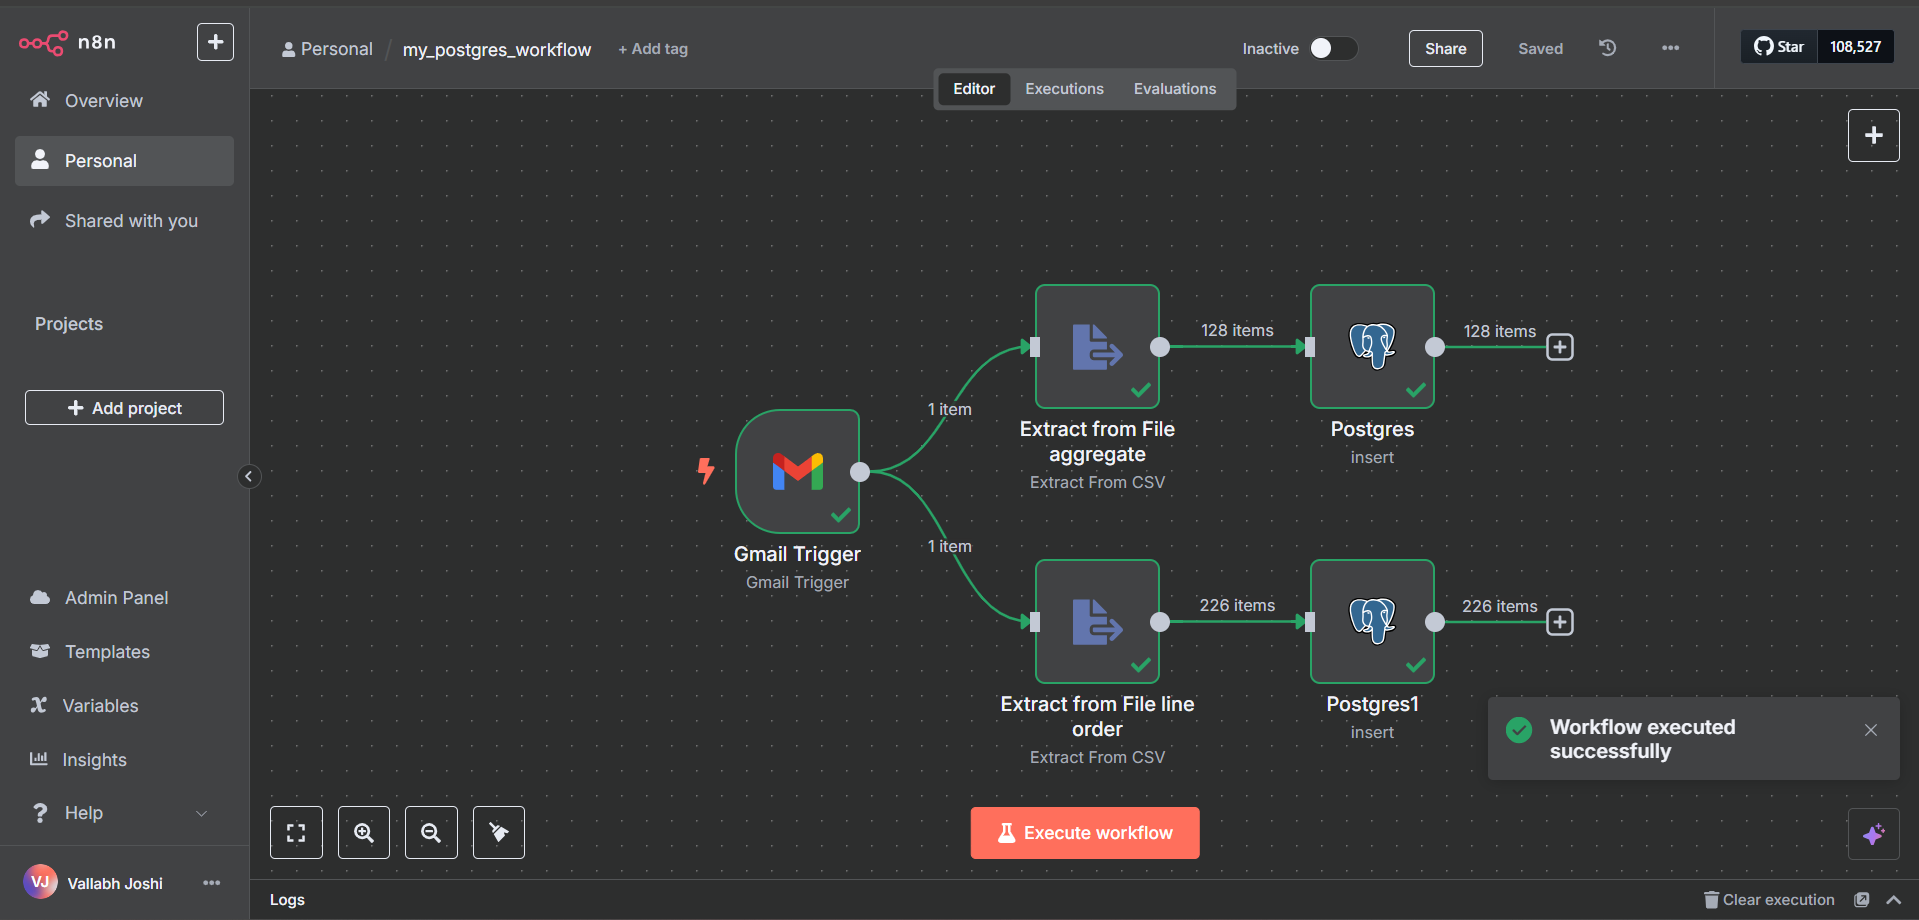 n8n
Personal / my_postgres_workflow + Add tag
Inactive
Share
Saved
Star 108,527
Editor Executions Evaluations
Overview
Personal
Shared with you
Projects
Add project
Admin Panel
Templates
Variables
Insights
Help
VJ Vallabh Joshi
1 item
1 item
Gmail Trigger
Gmail Trigger
128 items
128 items
Extract from File
aggregate
Extract From CSV
Postgres
insert
226 items
226 items
Extract from File line
order
Extract From CSV
Postgres1
insert
Workflow executed
successfully
Execute workflow
Logs
Clear execution